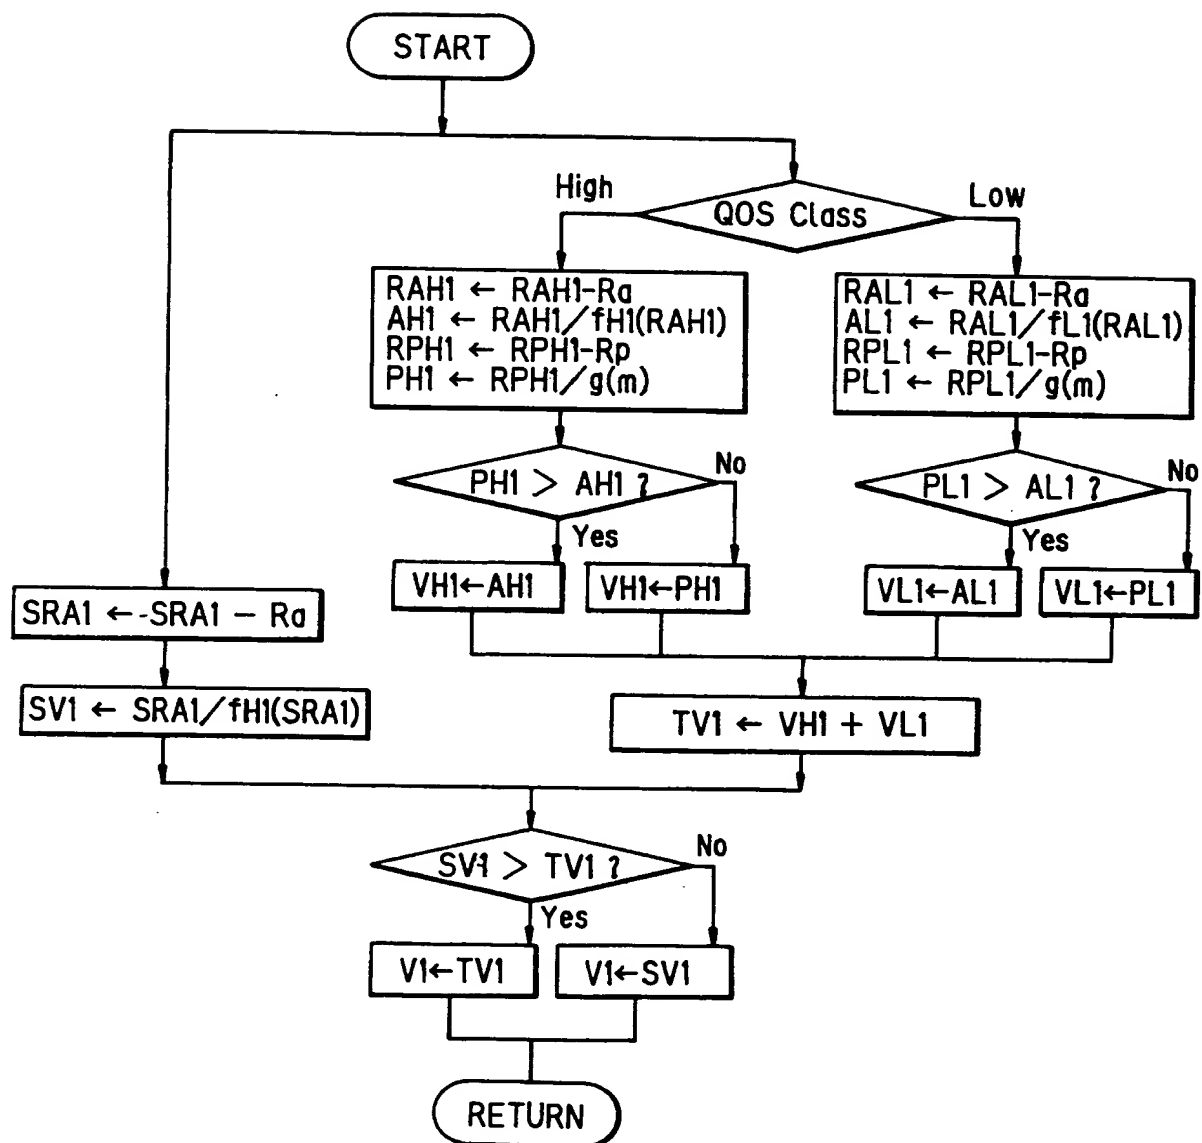 START
High
Low
QOS Class
RAH1 ← RAH1-Ra
AH1 ← RAH1/fH1(RAH1)
RPH1 ← RPH1-Rp
PH1 ← RPH1/g(m)
RAL1 ← RAL1-Ra
AL1 ← RAL1/fL1(RAL1)
RPL1 ← RPL1-Rp
PL1 ← RPL1/g(m)
PH1 > AH1 ?
No
Yes
PL1 > AL1 ?
No
Yes
VH1←AH1
VH1←PH1
VL1←AL1
VL1←PL1
SRA1 ← SRA1 – Ra
SV1 ← SRA1/fH1(SRA1)
TV1 ← VH1 + VL1
SV1 > TV1 ?
No
Yes
V1←TV1
V1←SV1
RETURN